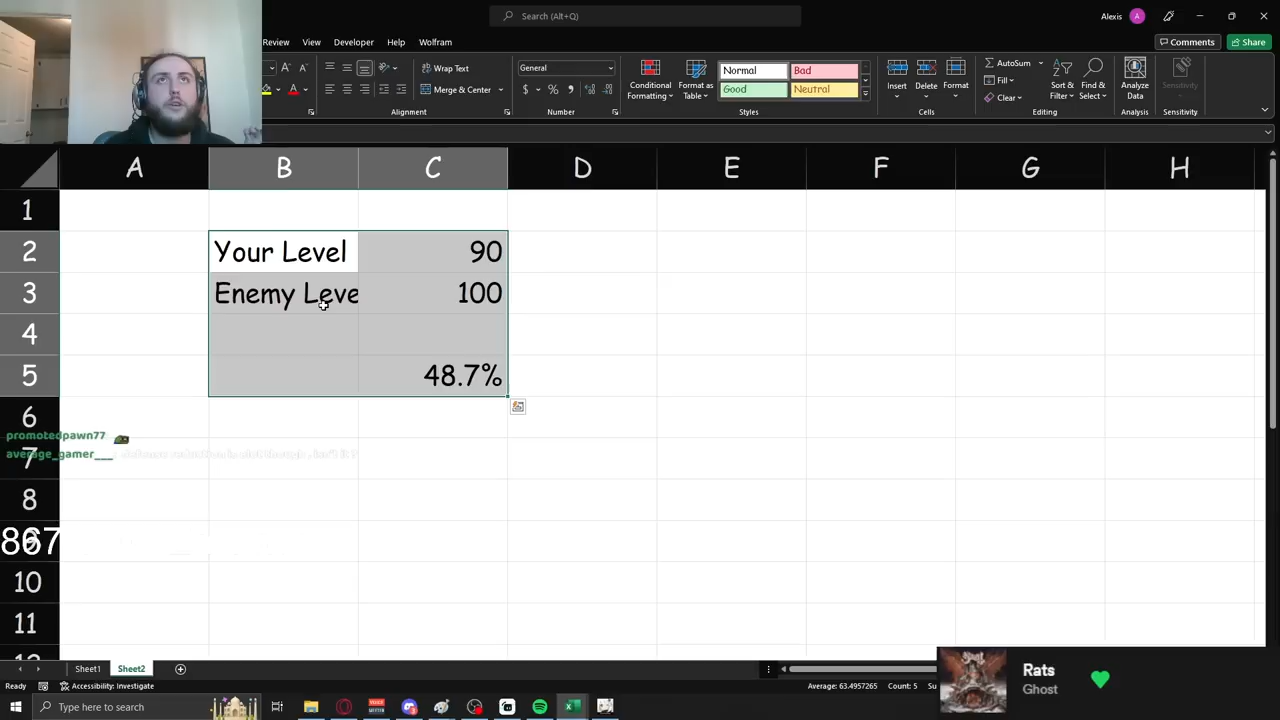 Search (Alt+Q)
Alexis A
Review View Developer Help Wolfram
Comments Share
Wrap Text
Merge & Center
Alignment
General
$ % ,
Number
Conditional Formatting
Format as Table
Normal Bad
Good Neutral
Styles
Insert Delete Format
Cells
AutoSum
Fill
Clear
Sort & Filter
Find & Select
Editing
Analyze Data
Analysis
Sensitivity
Sensitivity
A B C D E F G H
1
2 Your Level 90
3 Enemy Leve 100
4
5 48.7%
6
promotedpawn77
average_gamer___
7
8
867
9
10
11
Sheet1 Sheet2
Rats
Ghost
Ready Accessibility: Investigate
Average: 63.4957265 Count: 5 Su
Type here to search